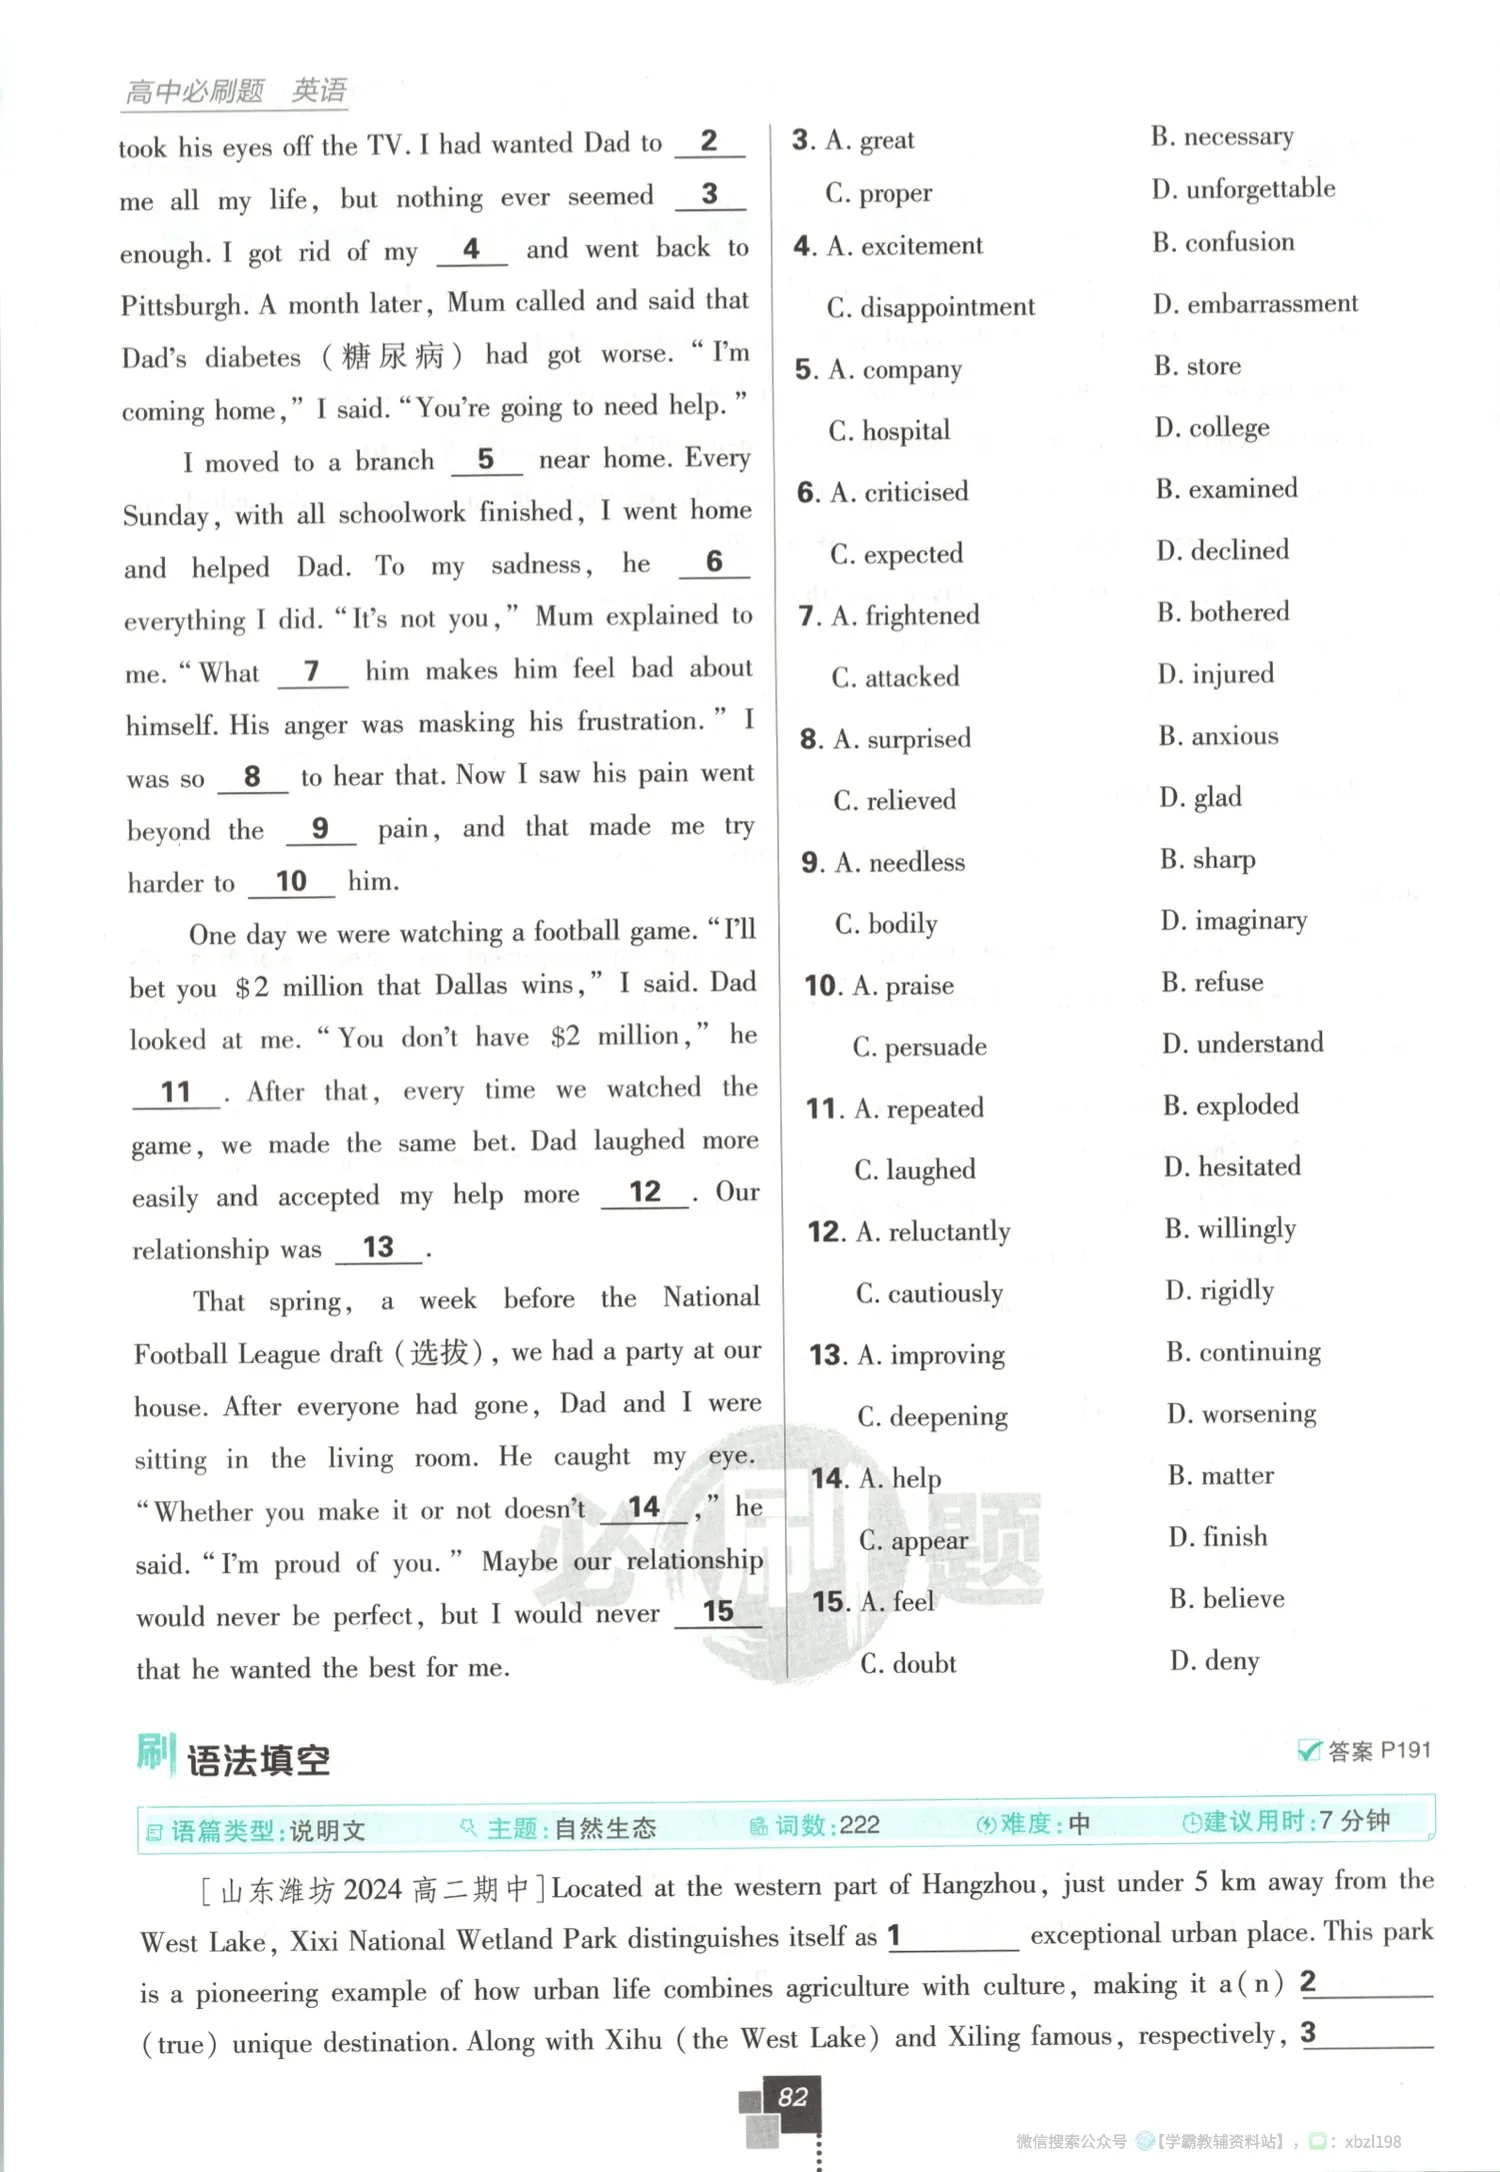 高中必刷题 英语
took his eyes off the TV. I had wanted Dad to 2
me all my life, but nothing ever seemed 3
enough. I got rid of my 4 and went back to
Pittsburgh. A month later, Mum called and said that
Dad's diabetes (糖尿病) had got worse. “I'm
coming home,” I said. “You're going to need help.”
I moved to a branch 5 near home. Every
Sunday, with all schoolwork finished, I went home
and helped Dad. To my sadness, he 6
everything I did. “It's not you,” Mum explained to
me. “What 7 him makes him feel bad about
himself. His anger was masking his frustration.” I
was so 8 to hear that. Now I saw his pain went
beyond the 9 pain, and that made me try
harder to 10 him.
One day we were watching a football game. “I'll
bet you $2 million that Dallas wins,” I said. Dad
looked at me. “You don't have $2 million,” he
11. After that, every time we watched the
game, we made the same bet. Dad laughed more
easily and accepted my help more 12. Our
relationship was 13.
That spring, a week before the National
Football League draft (选拔), we had a party at our
house. After everyone had gone, Dad and I were
sitting in the living room. He caught my eye.
“Whether you make it or not doesn't 14,” he
said. “I'm proud of you.” Maybe our relationship
would never be perfect, but I would never 15
that he wanted the best for me.
3. A. great B. necessary
C. proper D. unforgettable
4. A. excitement B. confusion
C. disappointment D. embarrassment
5. A. company B. store
C. hospital D. college
6. A. criticised B. examined
C. expected D. declined
7. A. frightened B. bothered
C. attacked D. injured
8. A. surprised B. anxious
C. relieved D. glad
9. A. needless B. sharp
C. bodily D. imaginary
10. A. praise B. refuse
C. persuade D. understand
11. A. repeated B. exploded
C. laughed D. hesitated
12. A. reluctantly B. willingly
C. cautiously D. rigidly
13. A. improving B. continuing
C. deepening D. worsening
14. A. help B. matter
C. appear D. finish
15. A. feel B. believe
C. doubt D. deny
必刷题
刷 语法填空 答案 P191
语篇类型:说明文 主题:自然生态 词数:222 难度:中 建议用时:7 分钟
[山东潍坊 2024 高二期中]Located at the western part of Hangzhou, just under 5 km away from the
West Lake, Xixi National Wetland Park distinguishes itself as 1 exceptional urban place. This park
is a pioneering example of how urban life combines agriculture with culture, making it a(n) 2
(true) unique destination. Along with Xihu (the West Lake) and Xiling famous, respectively, 3
82
微信搜索公众号【学霸教辅资料站】, : xbzl198